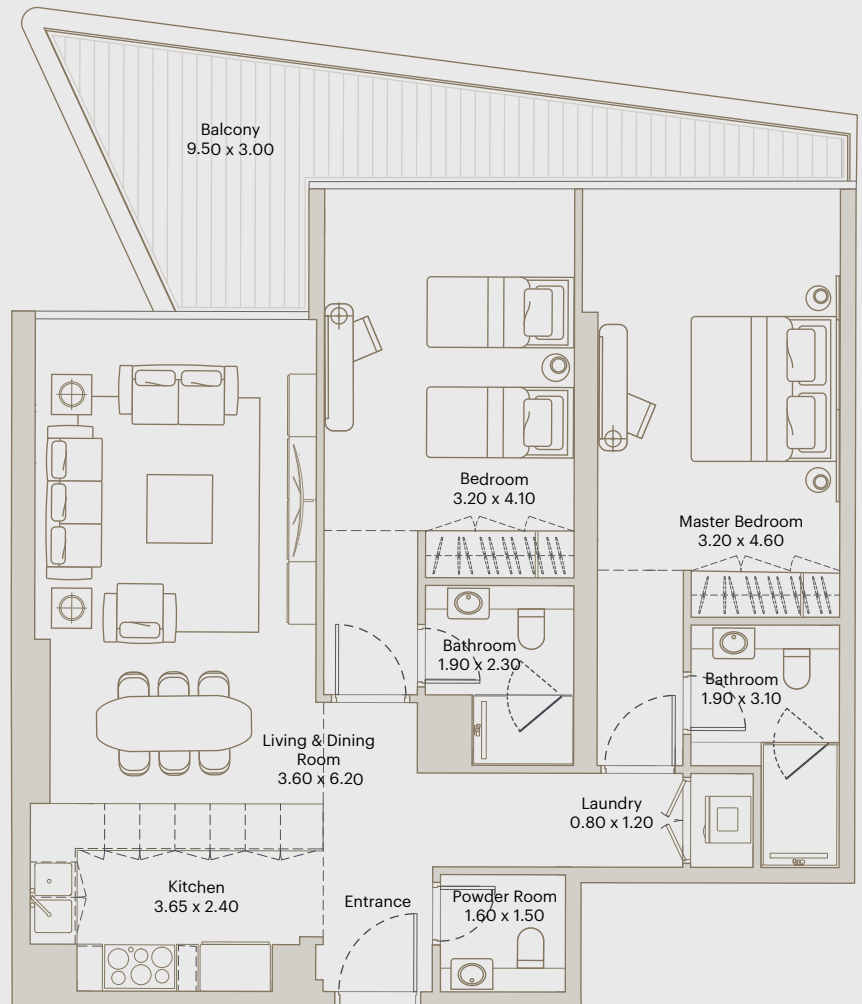 Balcony
9.50 x 3.00
Bedroom
3.20 x 4.10
Master Bedroom
3.20 x 4.60
Bathroom
1.90 x 2.30
Bathroom
1.90 x 3.10
Living & Dining
Room
3.60 x 6.20
Laundry
0.80 x 1.20
Kitchen
3.65 x 2.40
Entrance
Powder Room
1.60 x 1.50